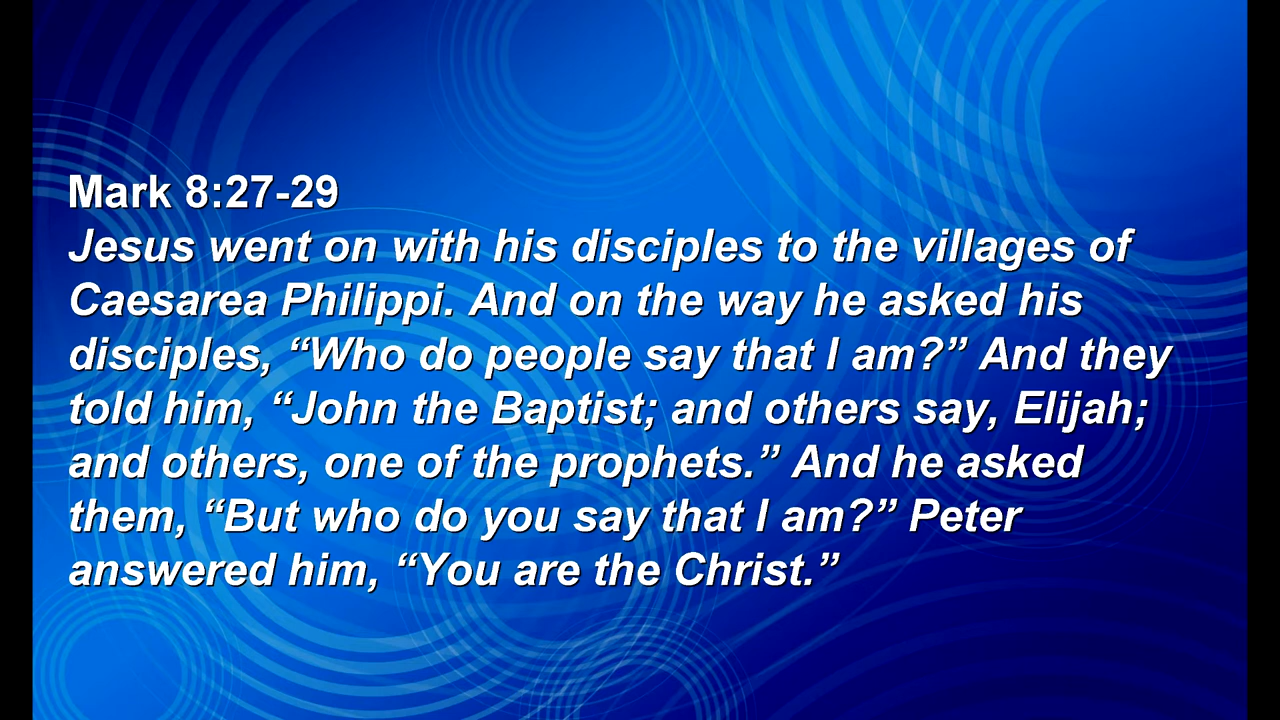 Mark 8:27-29
Jesus went on with his disciples to the villages of
Caesarea Philippi. And on the way he asked his
disciples, “Who do people say that I am?” And they
told him, “John the Baptist; and others say, Elijah;
and others, one of the prophets.” And he asked
them, “But who do you say that I am?” Peter
answered him, “You are the Christ.”